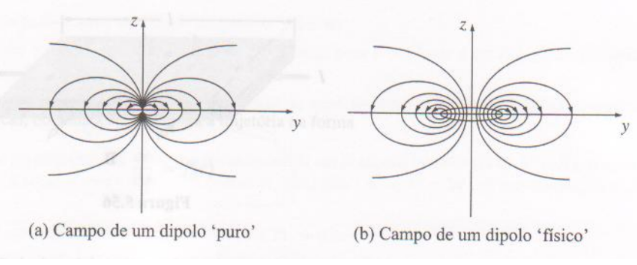 z
y
(a) Campo de um dipolo ‘puro’
z
y
(b) Campo de um dipolo ‘físico’